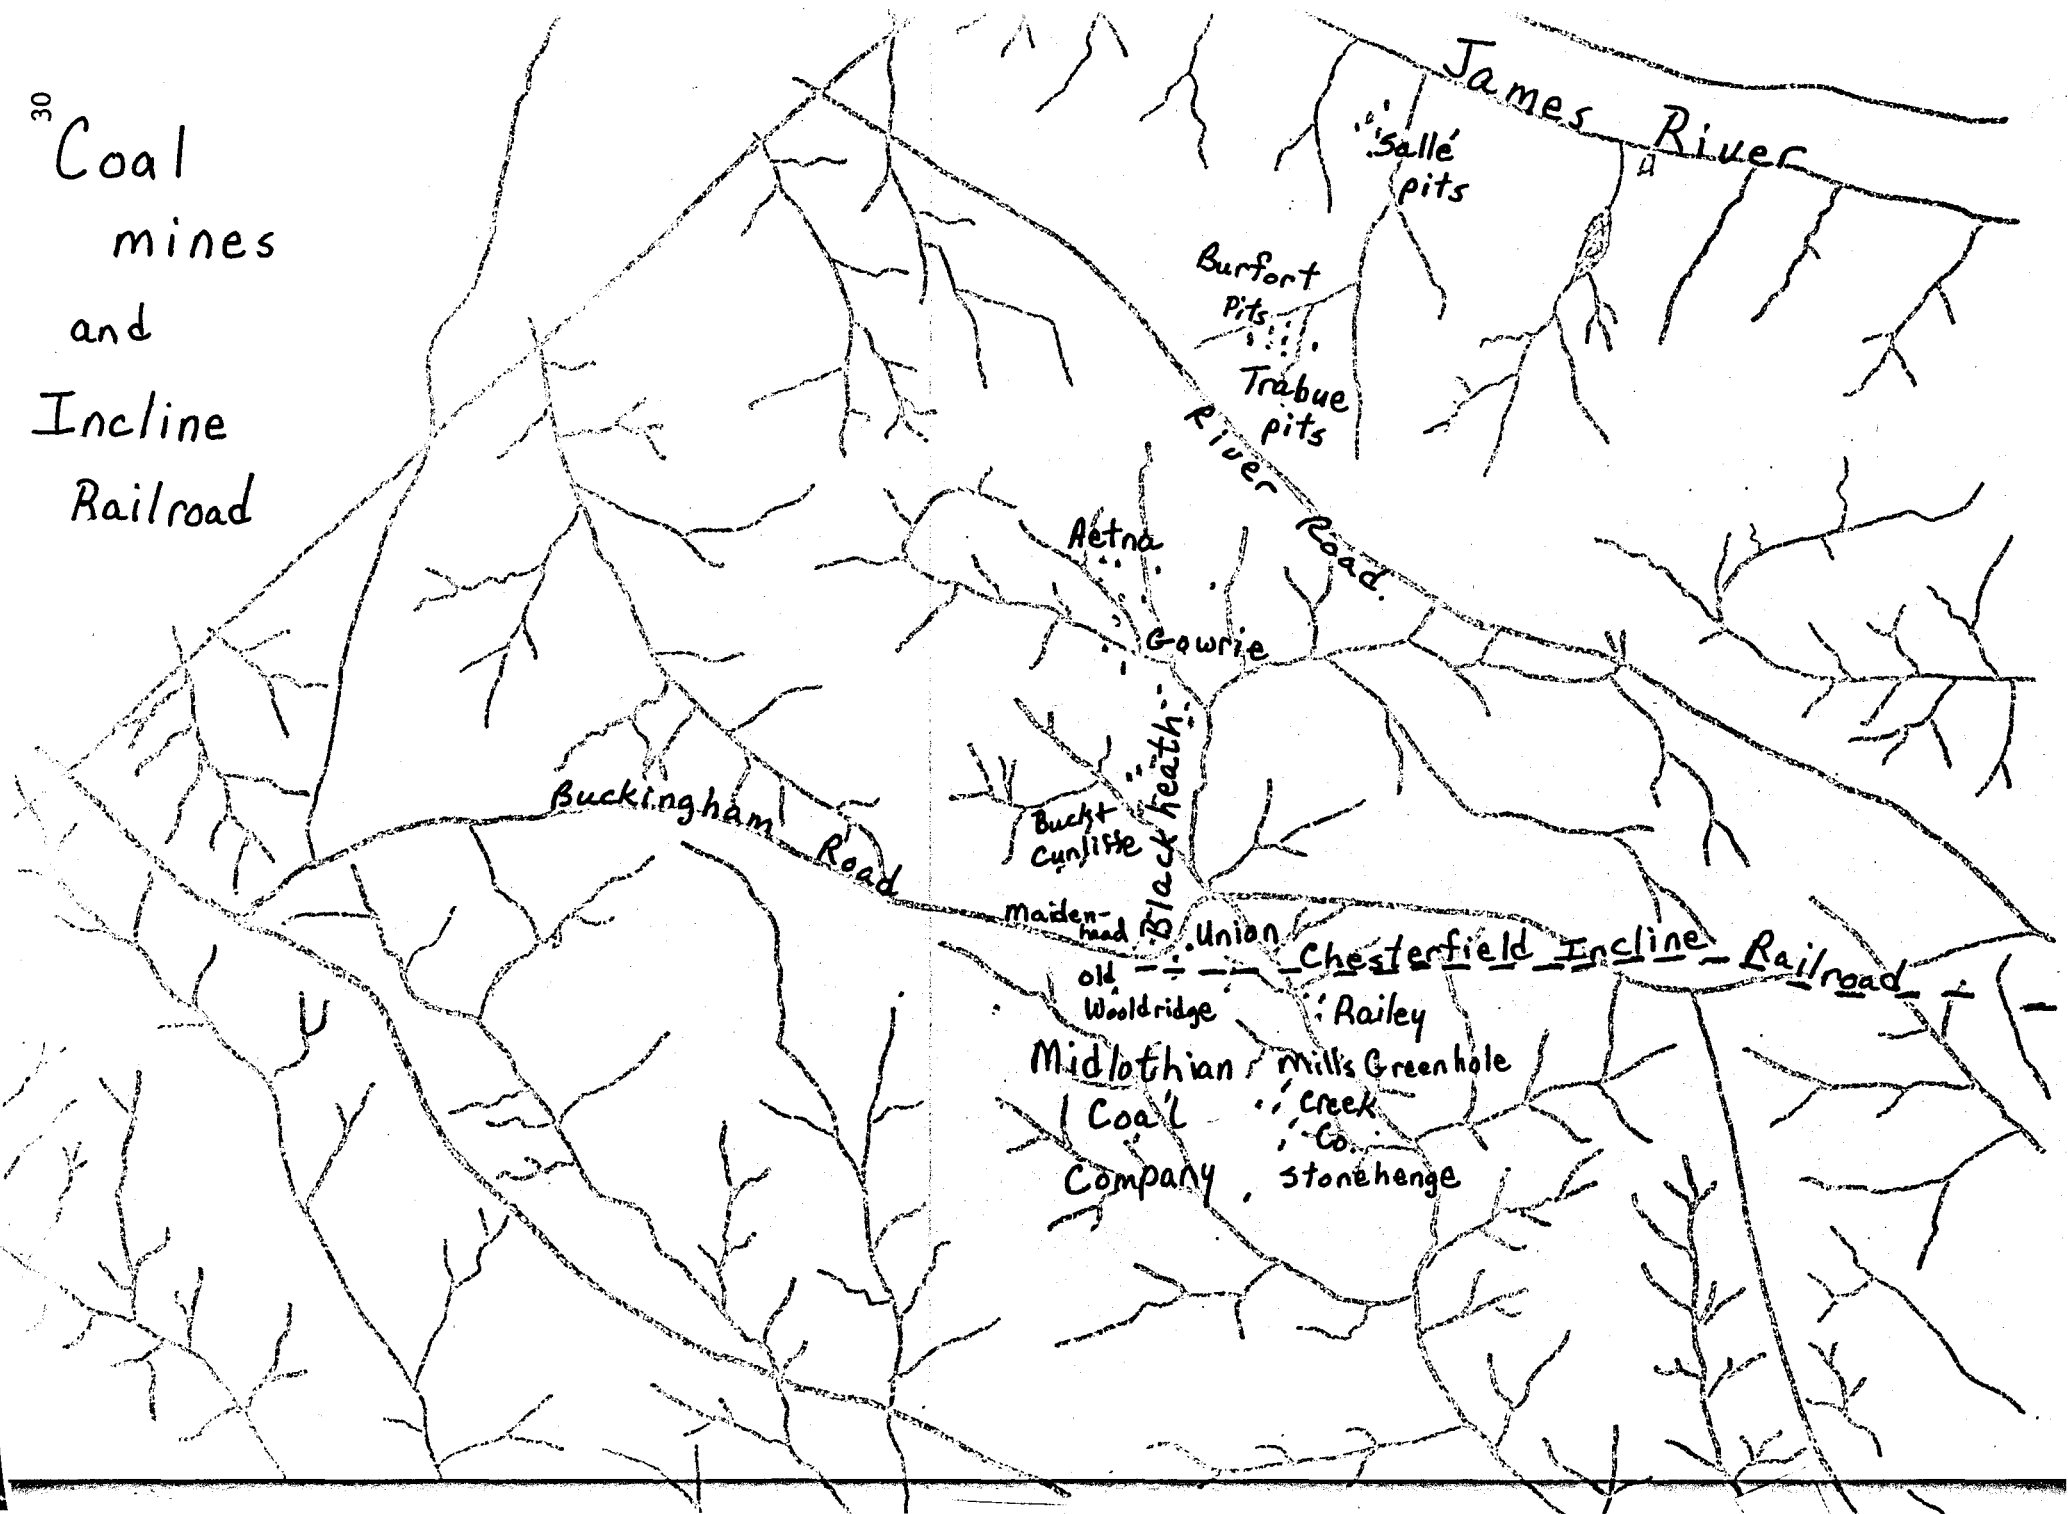 30
Coal
mines
and
Incline
Railroad
James River
Sallé
pits
Burfort
Pits
Trabue
pits
River Road
Aetna
Gowrie
Black heath
Buckingham Road
Buck &
Cunliffe
Maiden-
head
Union
Chesterfield Incline Railroad
Old
Wooldridge
Railey
Midlothian
Coal
Company
Mills Greenhole
Creek
Co.
Stonehenge